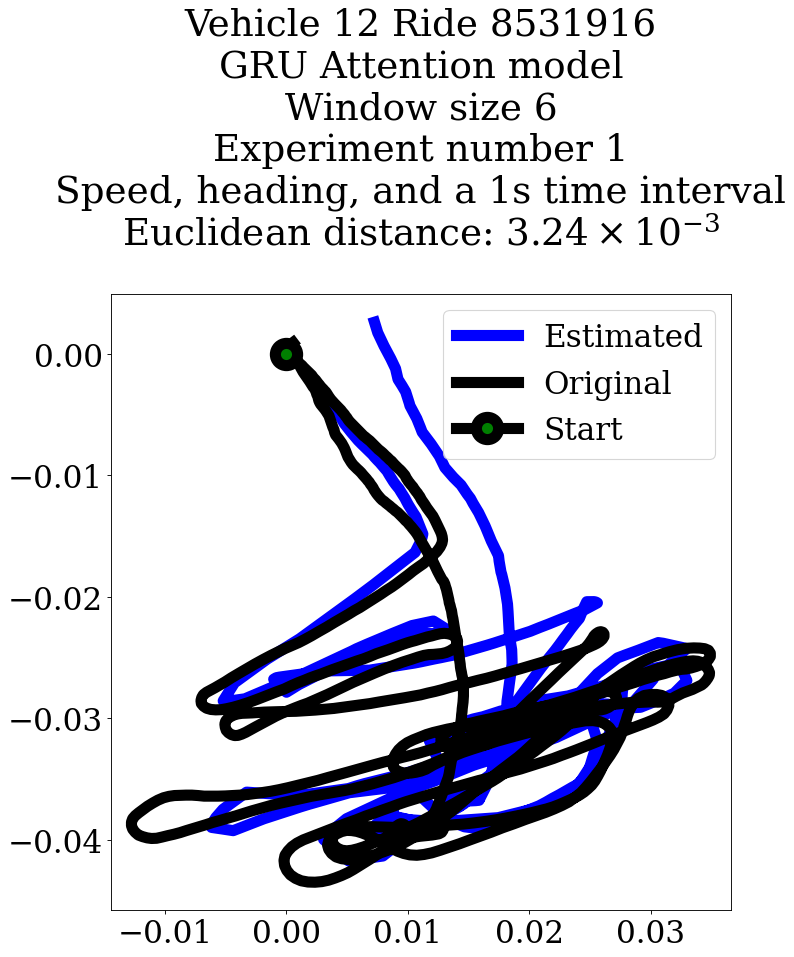 Vehicle 12 Ride 8531916
GRU Attention model
Window size 6
Experiment number 1
Speed, heading, and a 1s time interval
Euclidean distance: 3.24 × 10⁻³
Estimated
Original
Start
0.00
−0.01
−0.02
−0.03
−0.04
−0.01 0.00 0.01 0.02 0.03